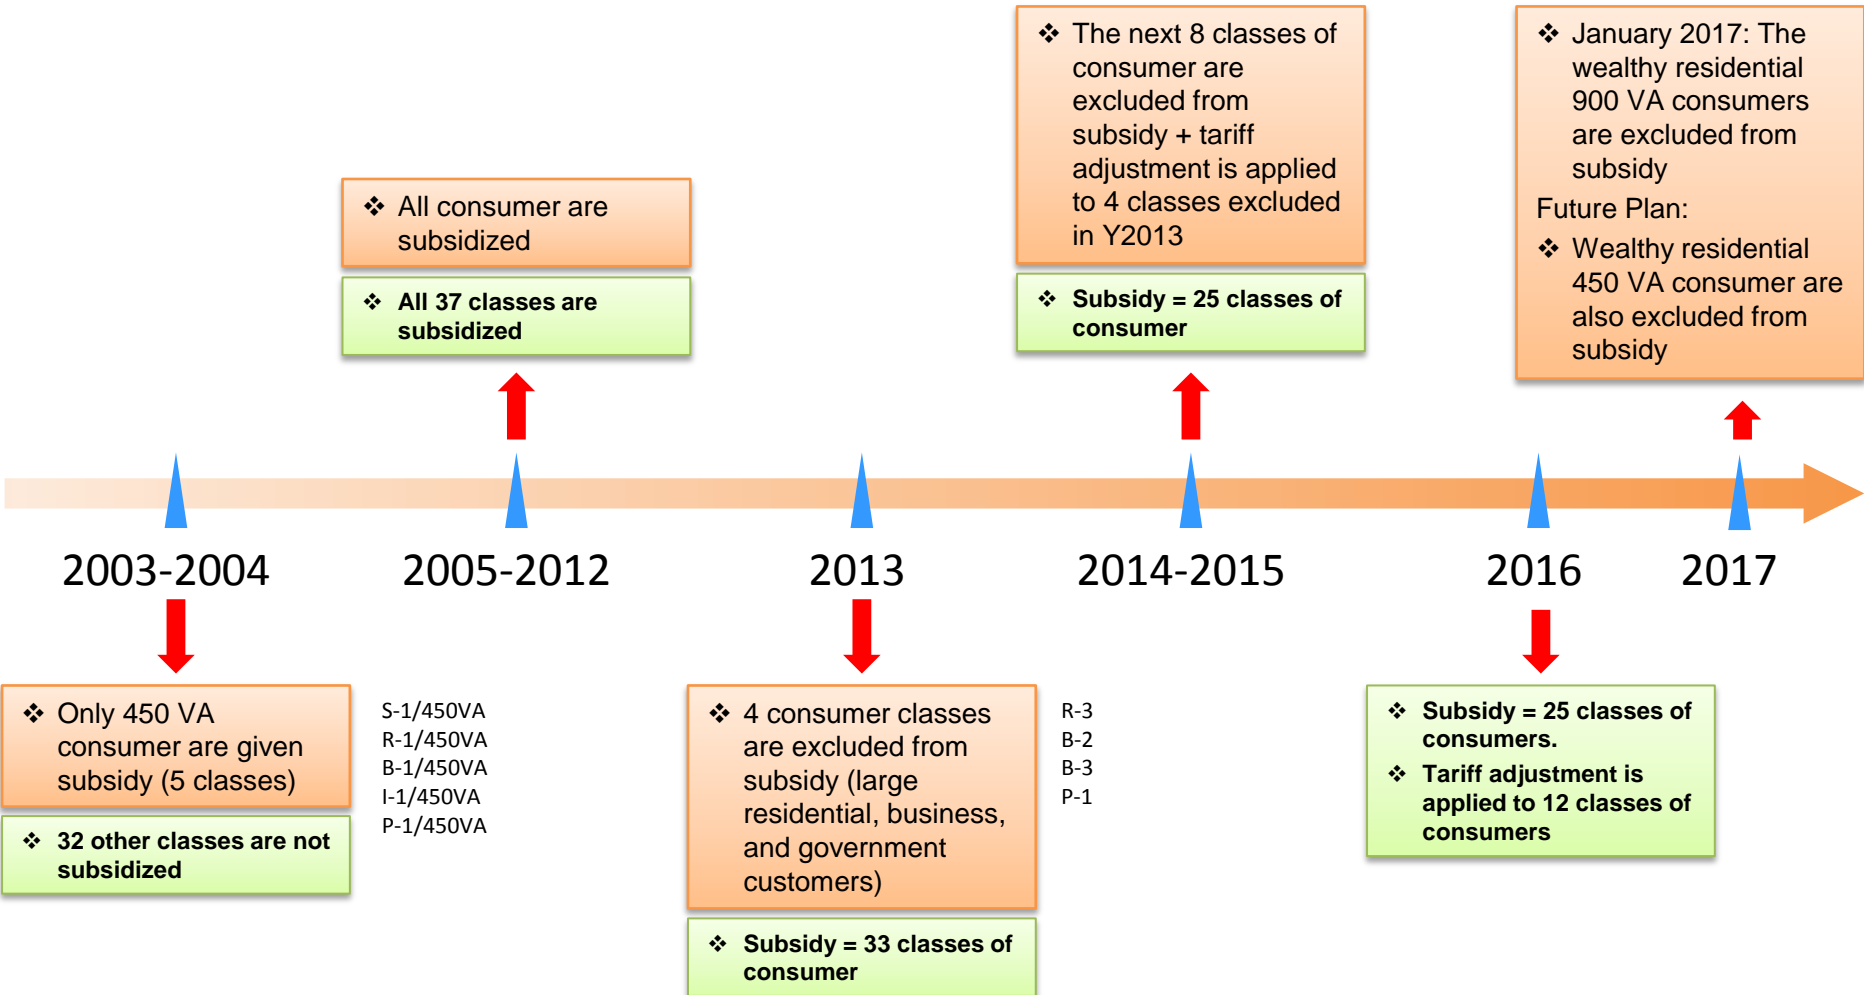 ❖ The next 8 classes of
consumer are
excluded from
subsidy + tariff
adjustment is applied
to 4 classes excluded
in Y2013
❖ Subsidy = 25 classes of
consumer
❖ January 2017: The
wealthy residential
900 VA consumers
are excluded from
subsidy
Future Plan:
❖ Wealthy residential
450 VA consumer are
also excluded from
subsidy
❖ All consumer are
subsidized
❖ All 37 classes are
subsidized
2003-2004
2005-2012
2013
2014-2015
2016
2017
❖ Only 450 VA
consumer are given
subsidy (5 classes)
❖ 32 other classes are not
subsidized
S-1/450VA
R-1/450VA
B-1/450VA
I-1/450VA
P-1/450VA
❖ 4 consumer classes
are excluded from
subsidy (large
residential, business,
and government
customers)
❖ Subsidy = 33 classes of
consumer
R-3
B-2
B-3
P-1
❖ Subsidy = 25 classes of
consumers.
❖ Tariff adjustment is
applied to 12 classes of
consumers